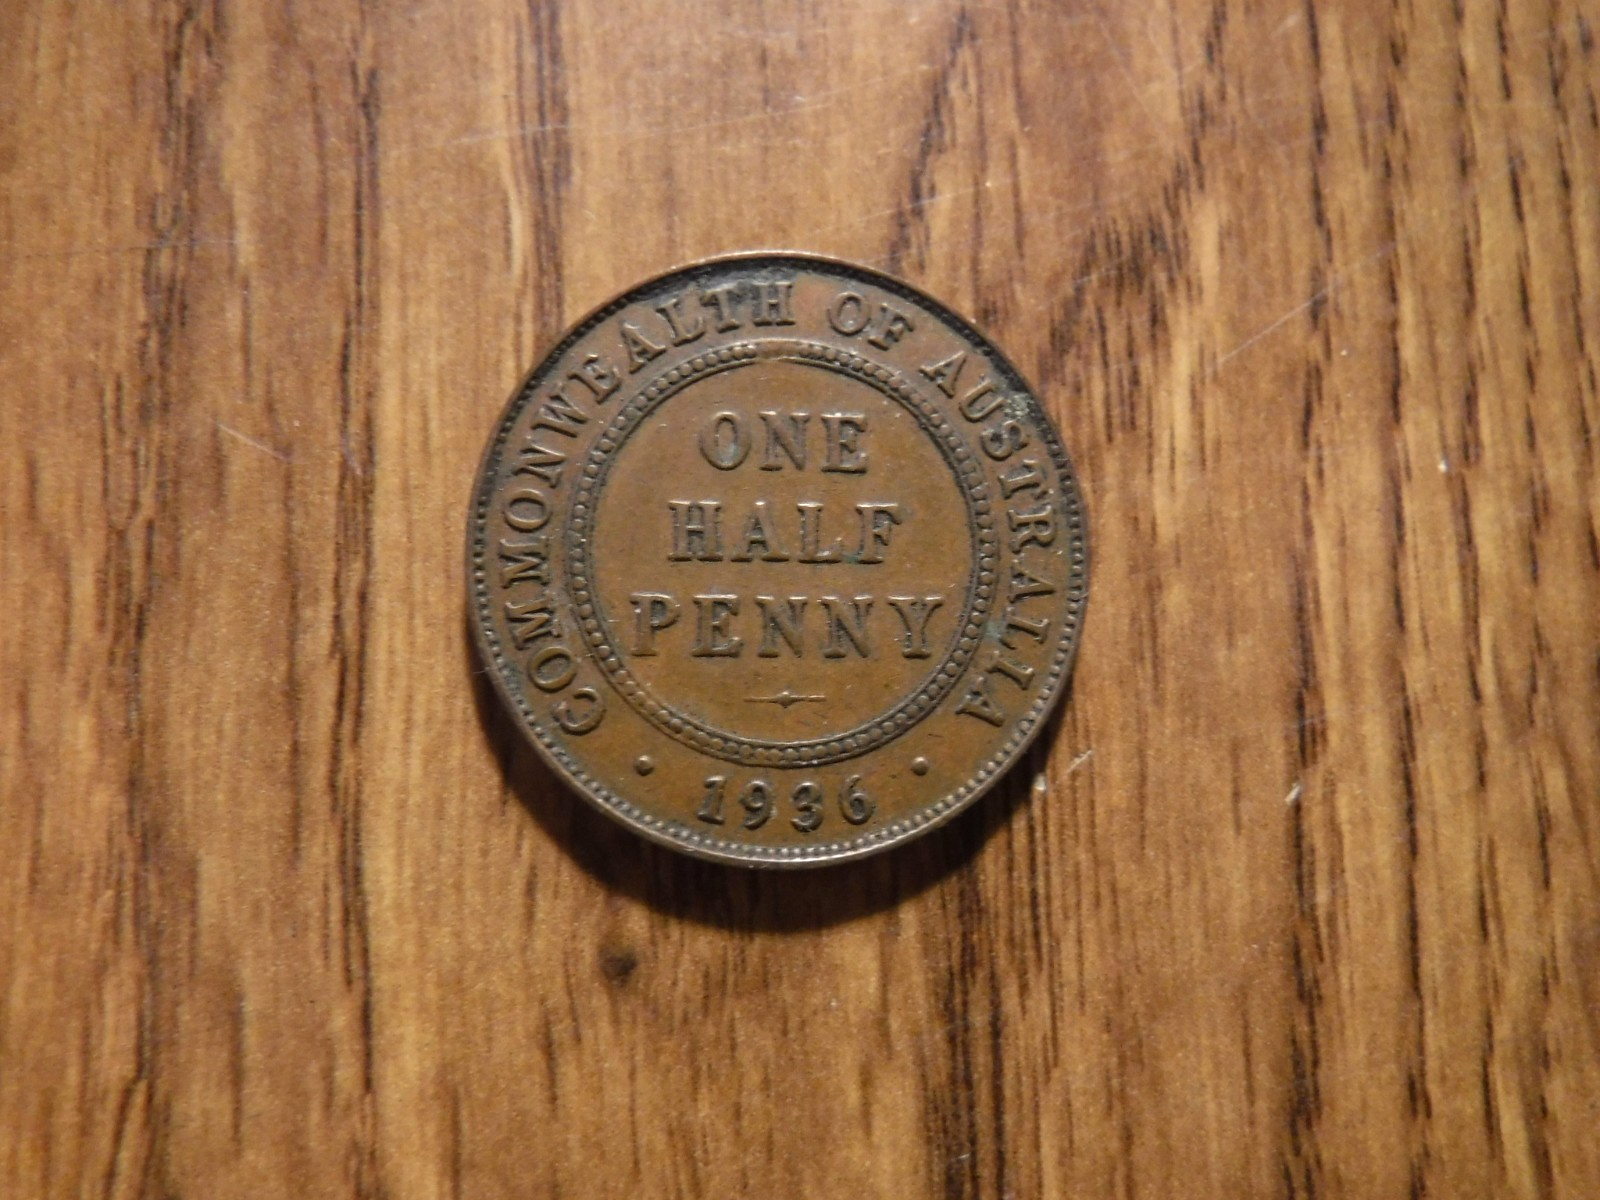 COMMONWEALTH OF AUSTRALIA
ONE
HALF
PENNY
1936